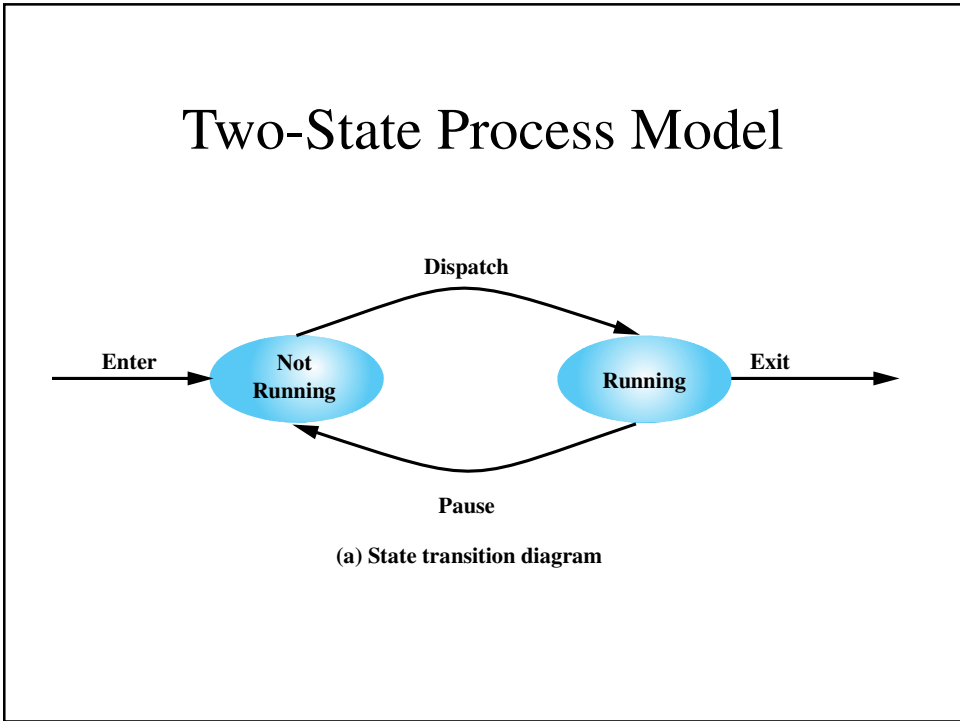 Two-State Process Model
Dispatch
Enter
Not
Running
Running
Exit
Pause
(a) State transition diagram